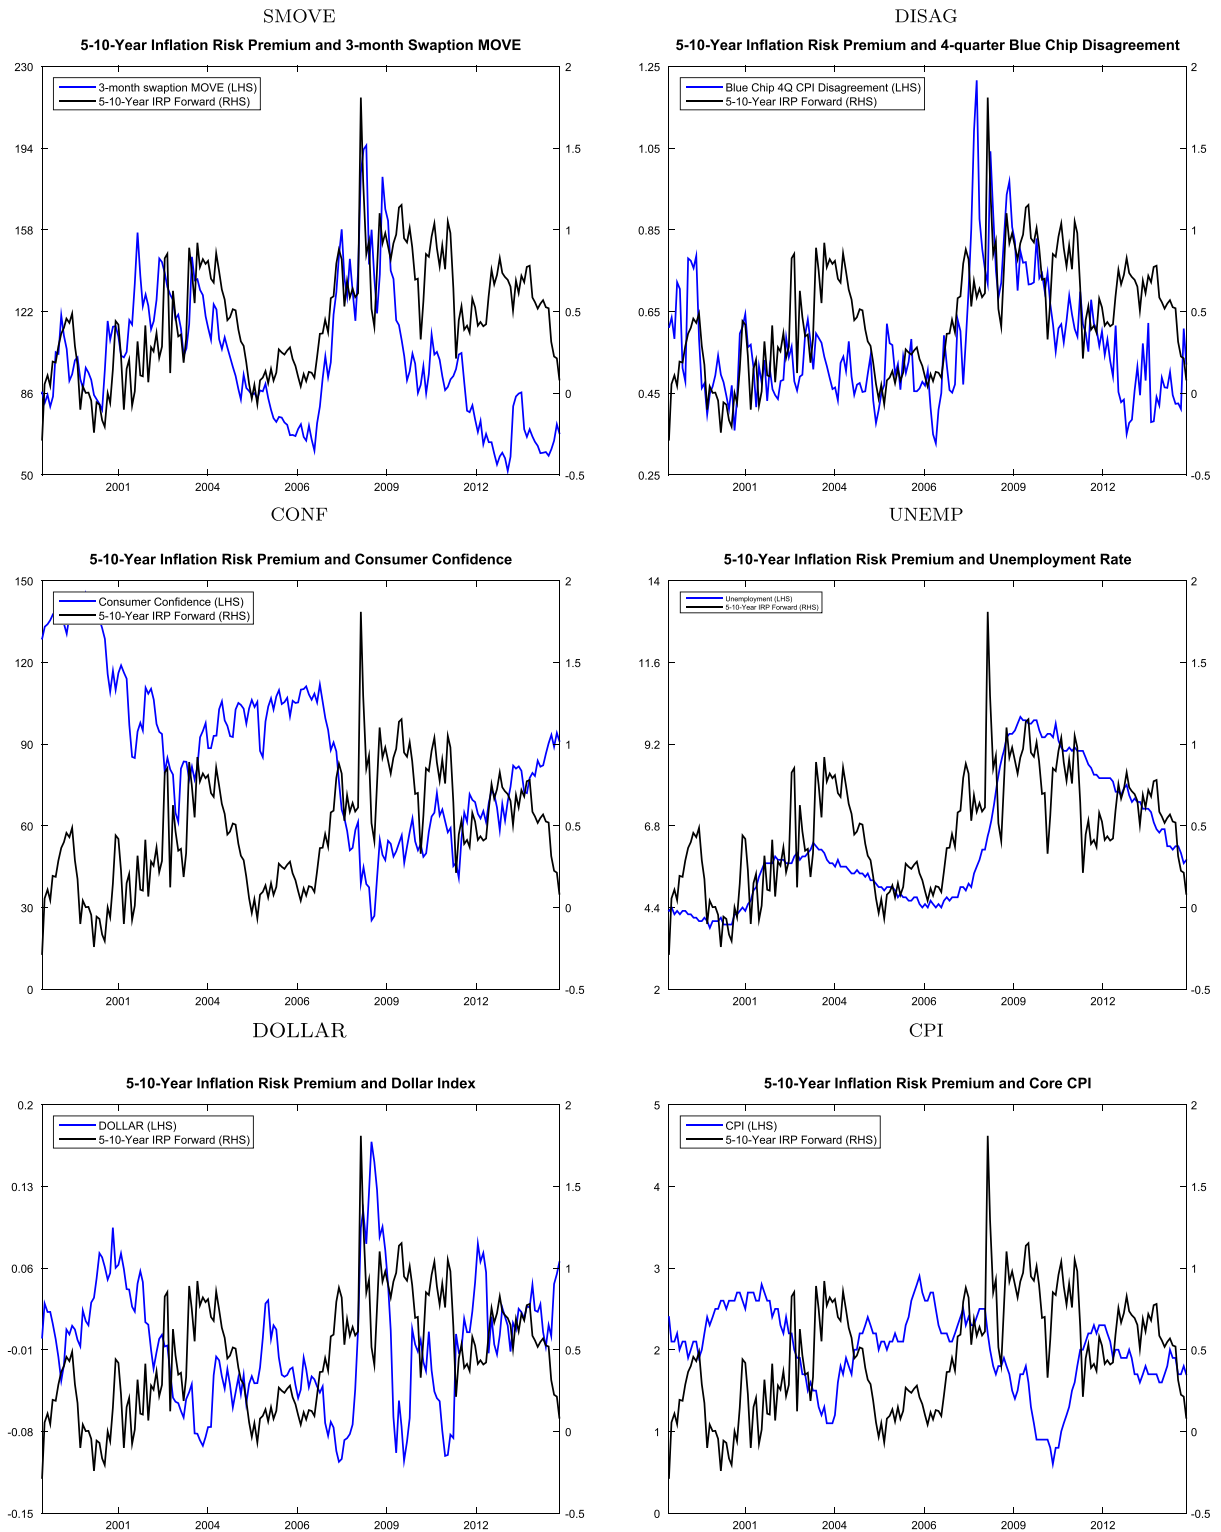 SMOVE
5-10-Year Inflation Risk Premium and 3-month Swaption MOVE
3-month swaption MOVE (LHS)
5-10-Year IRP Forward (RHS)
230
194
158
122
86
50
2
1.5
1
0.5
0
-0.5
2001 2004 2006 2009 2012
DISAG
5-10-Year Inflation Risk Premium and 4-quarter Blue Chip Disagreement
Blue Chip 4Q CPI Disagreement (LHS)
5-10-Year IRP Forward (RHS)
1.25
1.05
0.85
0.65
0.45
0.25
2
1.5
1
0.5
0
-0.5
2001 2004 2006 2009 2012
CONF
5-10-Year Inflation Risk Premium and Consumer Confidence
Consumer Confidence (LHS)
5-10-Year IRP Forward (RHS)
150
120
90
60
30
0
2
1.5
1
0.5
0
-0.5
2001 2004 2006 2009 2012
UNEMP
5-10-Year Inflation Risk Premium and Unemployment Rate
Unemployment (LHS)
5-10-Year IRP Forward (RHS)
14
11.6
9.2
6.8
4.4
2
2
1.5
1
0.5
0
-0.5
2001 2004 2006 2009 2012
DOLLAR
5-10-Year Inflation Risk Premium and Dollar Index
DOLLAR (LHS)
5-10-Year IRP Forward (RHS)
0.2
0.13
0.06
-0.01
-0.08
-0.15
2
1.5
1
0.5
0
-0.5
2001 2004 2006 2009 2012
CPI
5-10-Year Inflation Risk Premium and Core CPI
CPI (LHS)
5-10-Year IRP Forward (RHS)
5
4
3
2
1
0
2
1.5
1
0.5
0
-0.5
2001 2004 2006 2009 2012